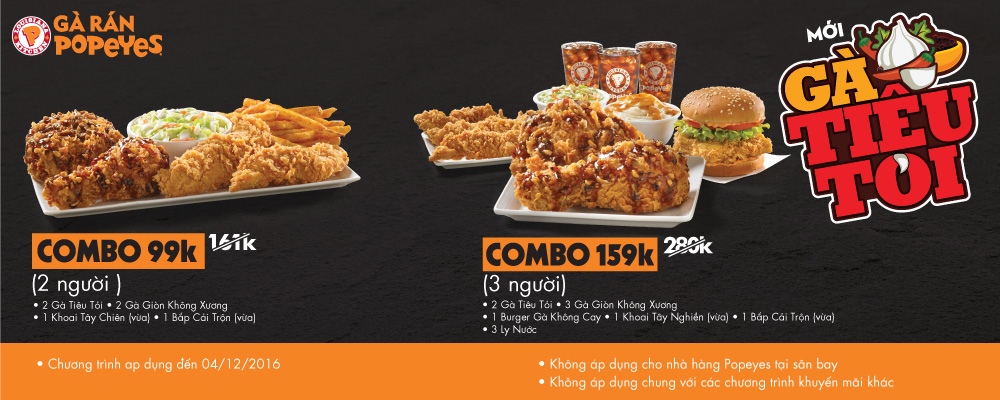 LOUISIANA KITCHEN
GÀ RÁN
POPEYES
MỚI
GÀ
TIÊU
TỎI
POPEYES
COMBO 99k 161k
(2 người )
• 2 Gà Tiêu Tỏi • 2 Gà Giòn Không Xương
• 1 Khoai Tây Chiên (vừa) • 1 Bắp Cải Trộn (vừa)
COMBO 159k 280k
(3 người)
• 2 Gà Tiêu Tỏi • 3 Gà Giòn Không Xương
• 1 Burger Gà Không Cay • 1 Khoai Tây Nghiền (vừa) • 1 Bắp Cải Trộn (vừa)
• 3 Ly Nước
• Chương trình ap dụng đến 04/12/2016
• Không áp dụng cho nhà hàng Popeyes tại sân bay
• Không áp dụng chung với các chương trình khuyến mãi khác